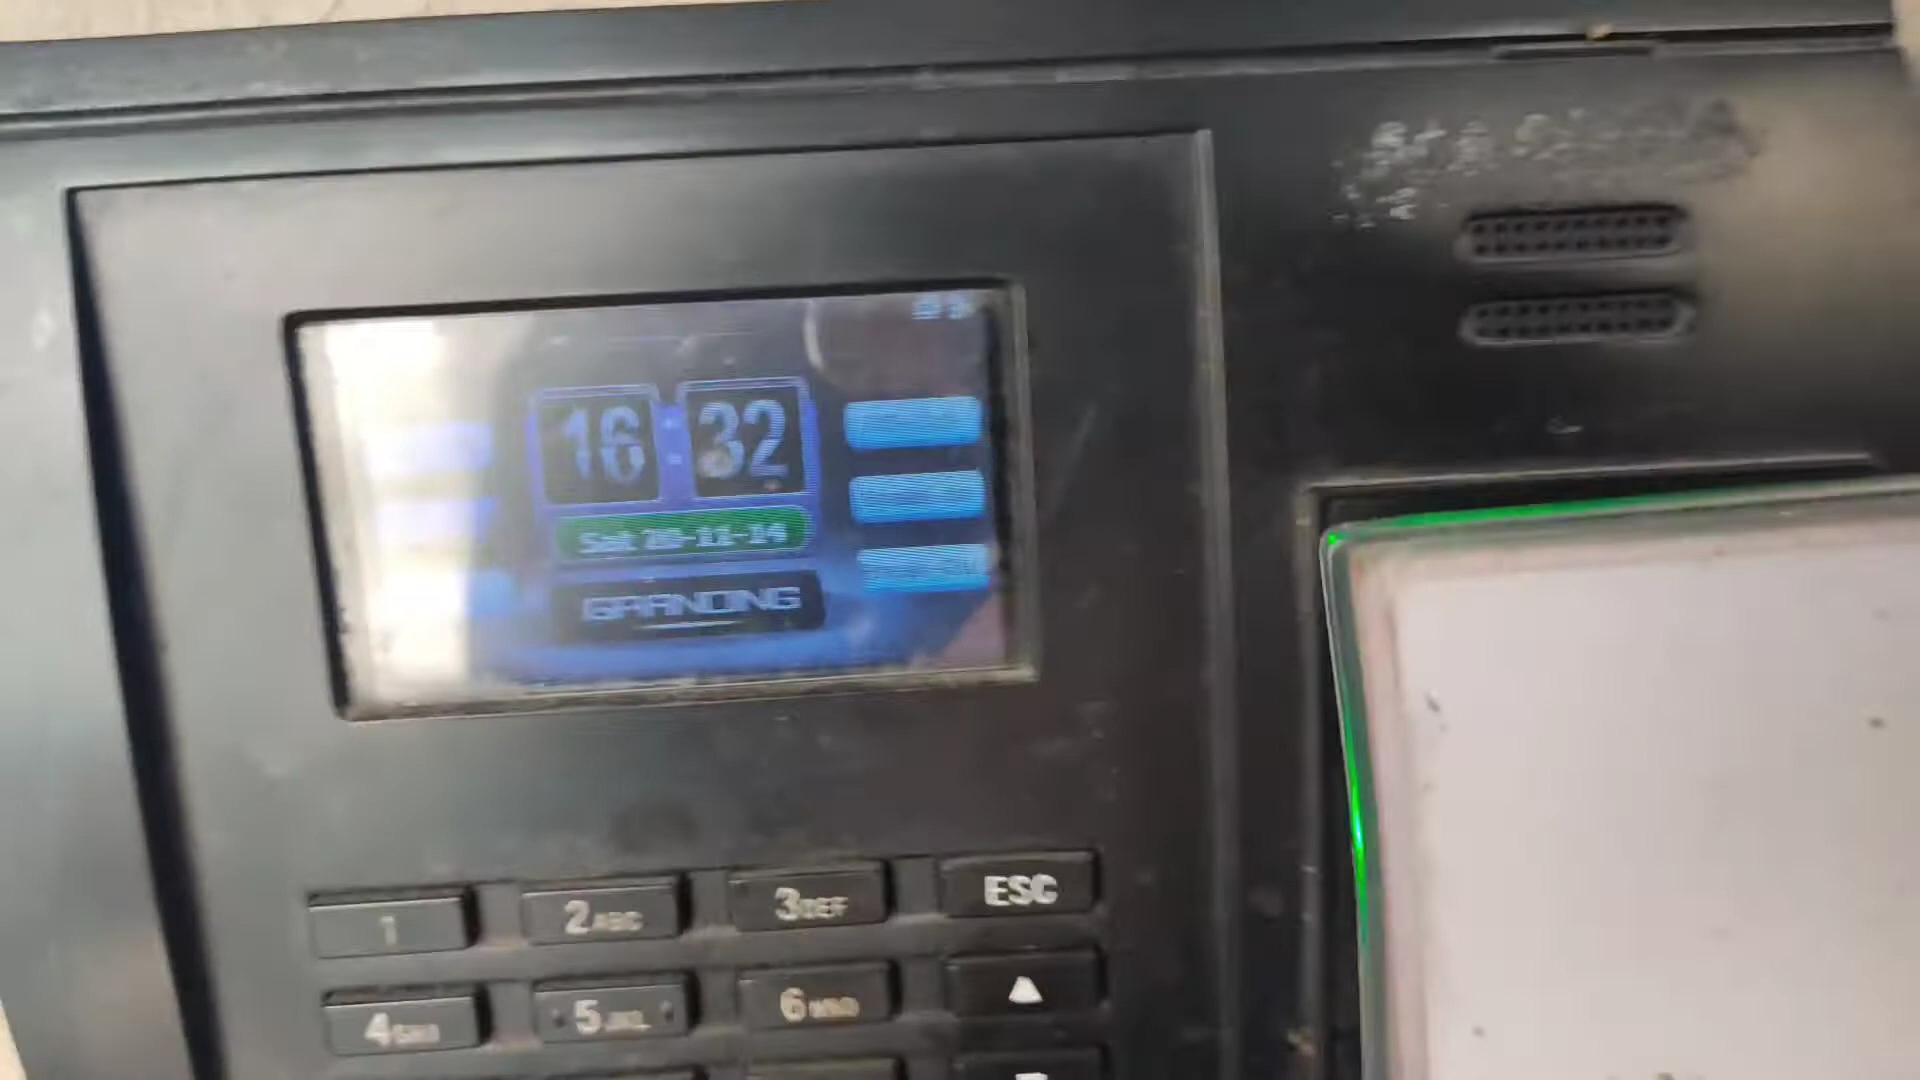 16:32
Sat 20-11-14
GRANDING
1
2ABC
3DEF
ESC
4GHI
5JKL
6MNO